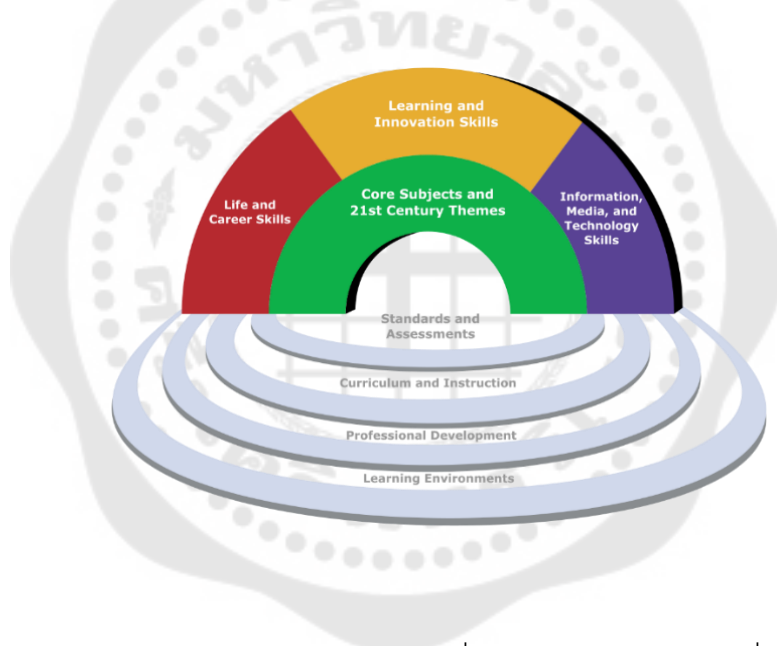 Learning and
Innovation Skills
Life and
Career Skills
Core Subjects and
21st Century Themes
Information,
Media, and
Technology
Skills
Standards and
Assessments
Curriculum and Instruction
Professional Development
Learning Environments